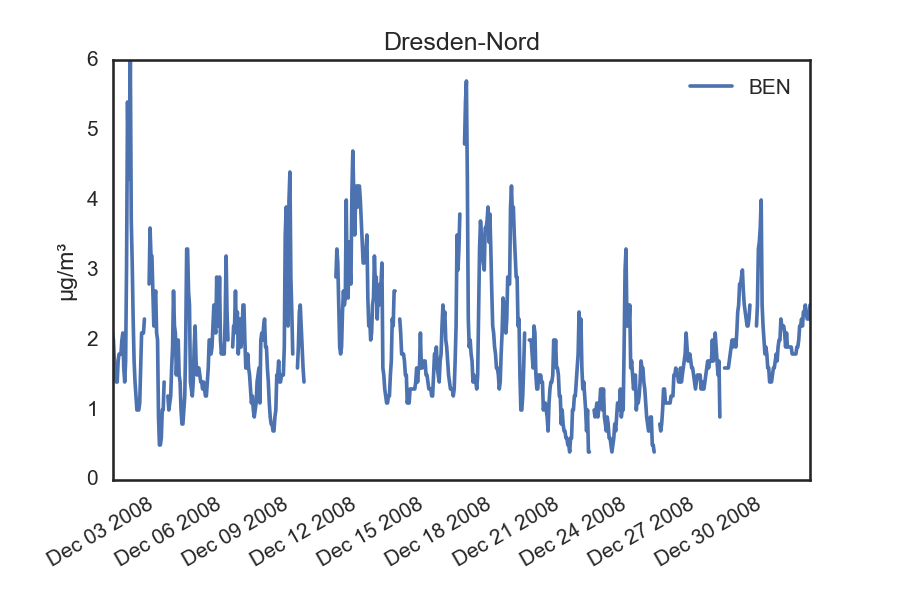 Dresden-Nord
BEN
µg/m³
6
5
4
3
2
1
0
Dec 03 2008
Dec 06 2008
Dec 09 2008
Dec 12 2008
Dec 15 2008
Dec 18 2008
Dec 21 2008
Dec 24 2008
Dec 27 2008
Dec 30 2008